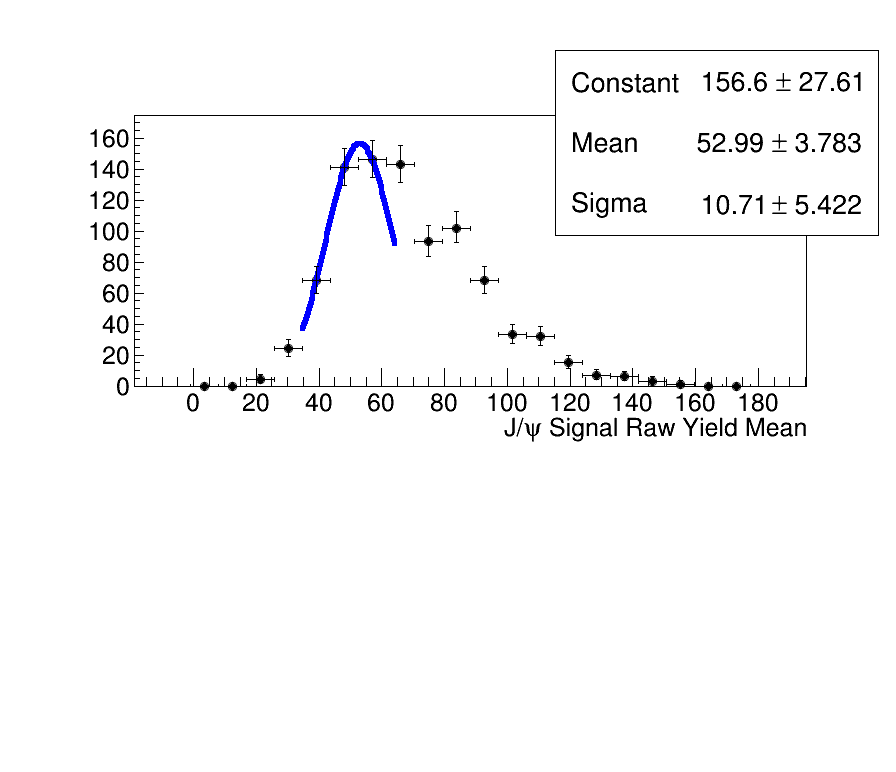 Constant 156.6 ± 27.61
Mean 52.99 ± 3.783
Sigma 10.71 ± 5.422
160
140
120
100
80
60
40
20
0
0 20 40 60 80 100 120 140 160 180
J/ψ Signal Raw Yield Mean